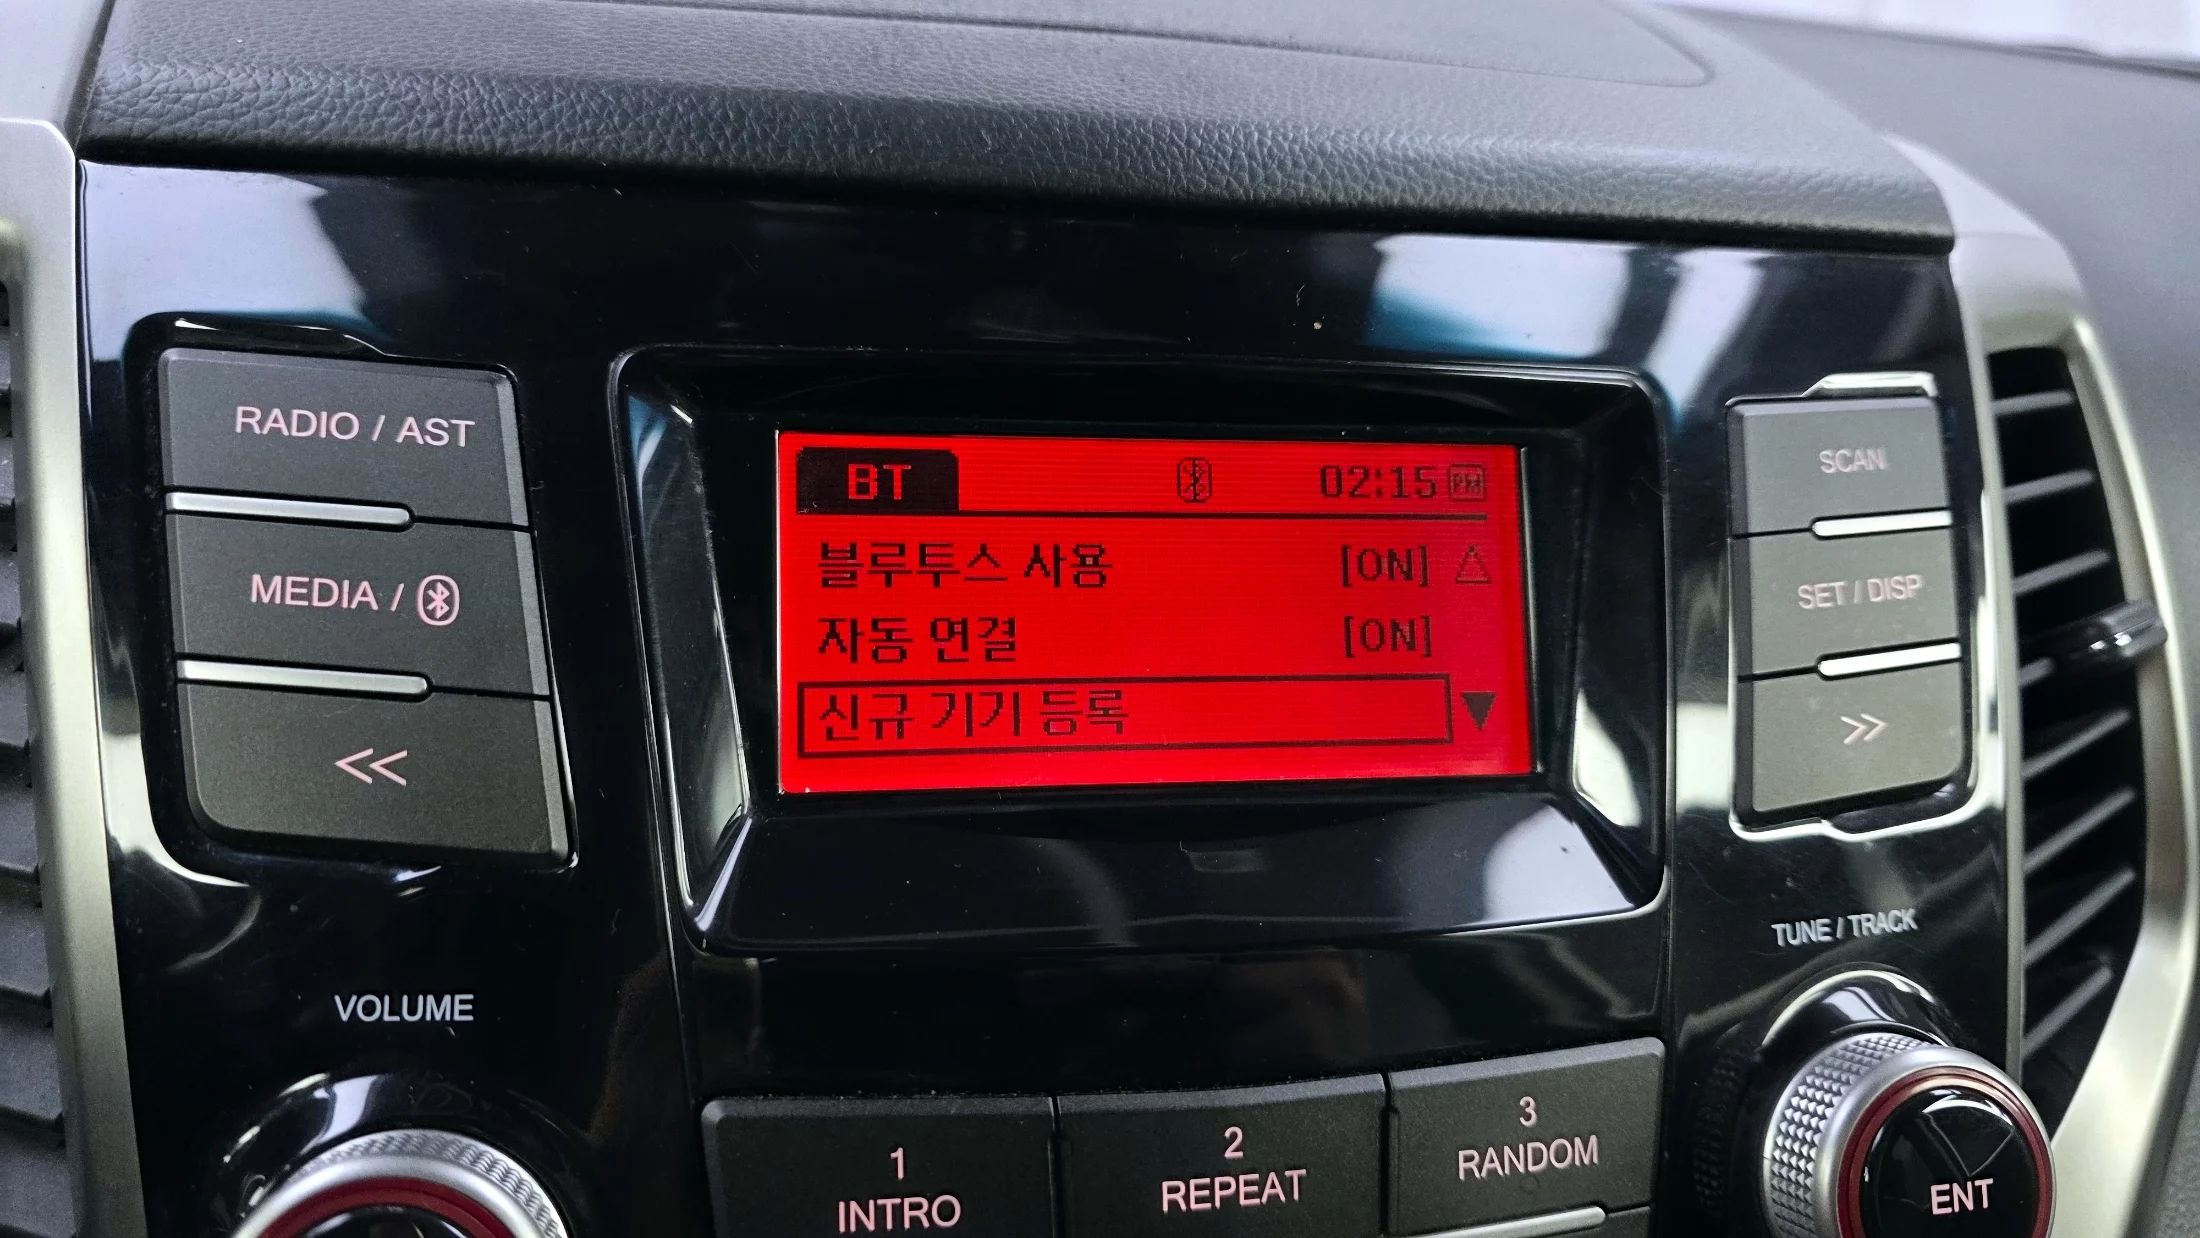 RADIO / AST
MEDIA /
<<
VOLUME
BT 02:15 PM
블루투스 사용 [ON]
자동 연결 [ON]
신규 기기 등록
SCAN
SET / DISP
>>
TUNE / TRACK
1
INTRO
2
REPEAT
3
RANDOM
ENT